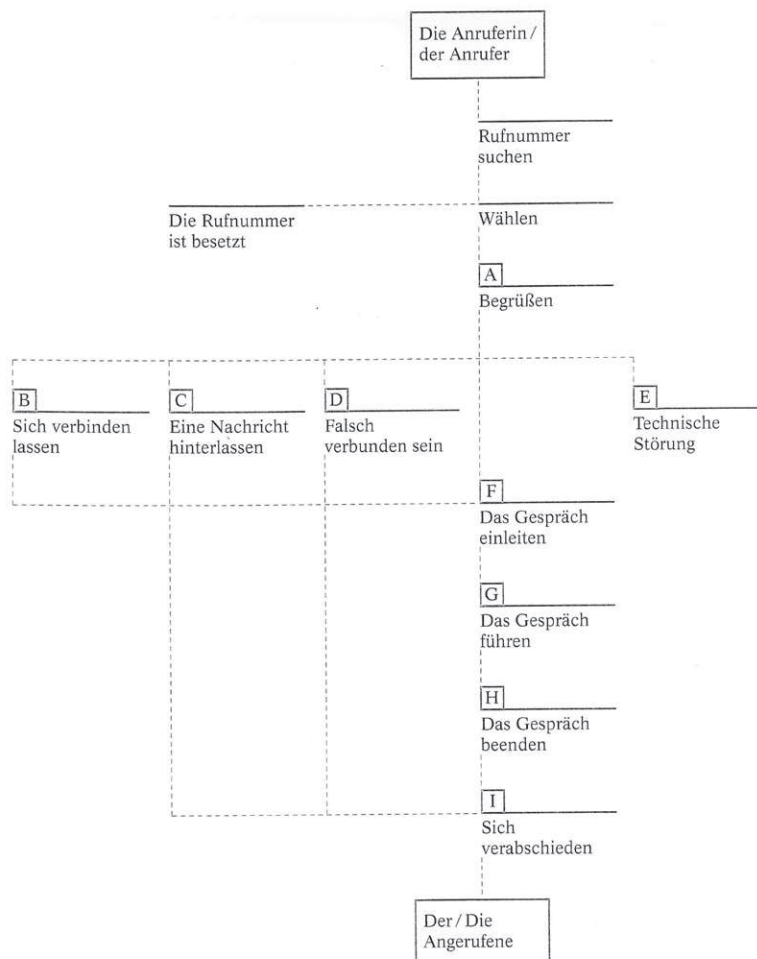 Die Anruferin /
der Anrufer
Rufnummer
suchen
Die Rufnummer
ist besetzt
Wählen
A
Begrüßen
B
Sich verbinden
lassen
C
Eine Nachricht
hinterlassen
D
Falsch
verbunden sein
E
Technische
Störung
F
Das Gespräch
einleiten
G
Das Gespräch
führen
H
Das Gespräch
beenden
I
Sich
verabschieden
Der / Die
Angerufene